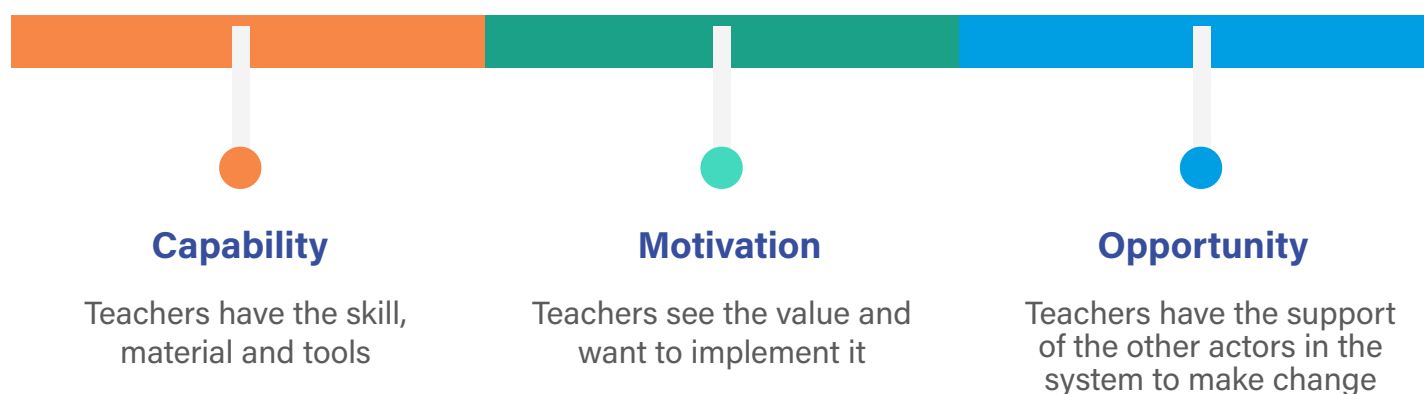 Capability
Teachers have the skill,
material and tools
Motivation
Teachers see the value and
want to implement it
Opportunity
Teachers have the support
of the other actors in the
system to make change